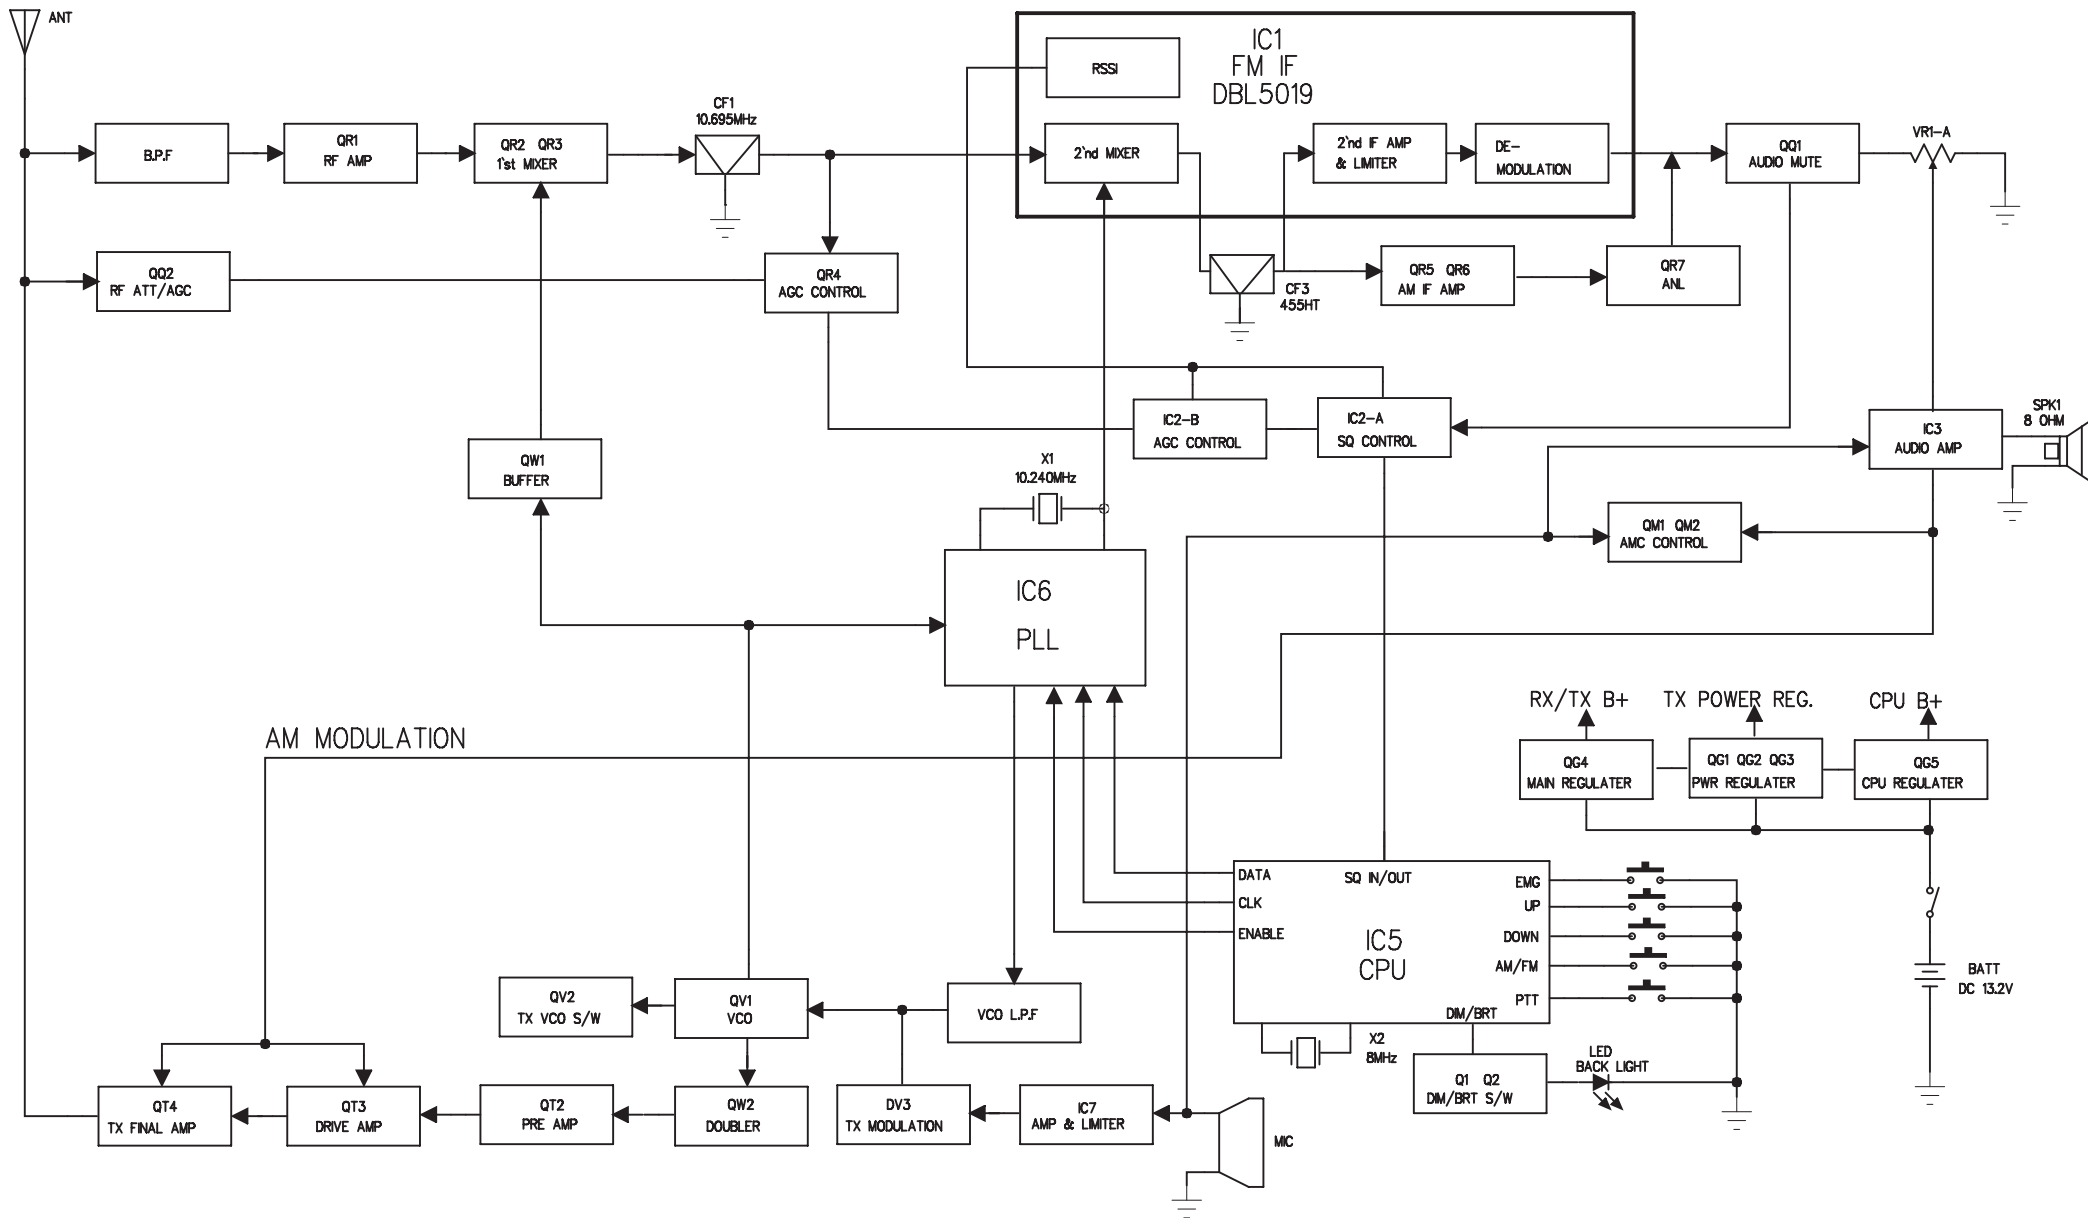 ANT
IC1
FM IF
DBL5019
RSSI
CF1
10.695MHz
B.P.F
QR1
RF AMP
QR2 QR3
1`st MIXER
2`nd MIXER
2`nd IF AMP
& LIMITER
DE-
MODULATION
QQ1
AUDIO MUTE
VR1-A
QQ2
RF ATT/AGC
QR4
AGC CONTROL
CF3
455HT
QR5 QR6
AM IF AMP
QR7
ANL
IC2-B
AGC CONTROL
IC2-A
SQ CONTROL
IC3
AUDIO AMP
SPK1
8 OHM
QW1
BUFFER
X1
10.240MHz
QM1 QM2
AMC CONTROL
IC6
PLL
AM MODULATION
RX/TX B+
TX POWER REG.
CPU B+
QG4
MAIN REGULATER
QG1 QG2 QG3
PWR REGULATER
QG5
CPU REGULATER
DATA
CLK
ENABLE
SQ IN/OUT
IC5
CPU
EMG
UP
DOWN
AM/FM
PTT
DIM/BRT
BATT
DC 13.2V
QV2
TX VCO S/W
QV1
VCO
VCO L.P.F
X2
8MHz
Q1 Q2
DIM/BRT S/W
LED
BACK LIGHT
QT4
TX FINAL AMP
QT3
DRIVE AMP
QT2
PRE AMP
QW2
DOUBLER
DV3
TX MODULATION
IC7
AMP & LIMITER
MIC